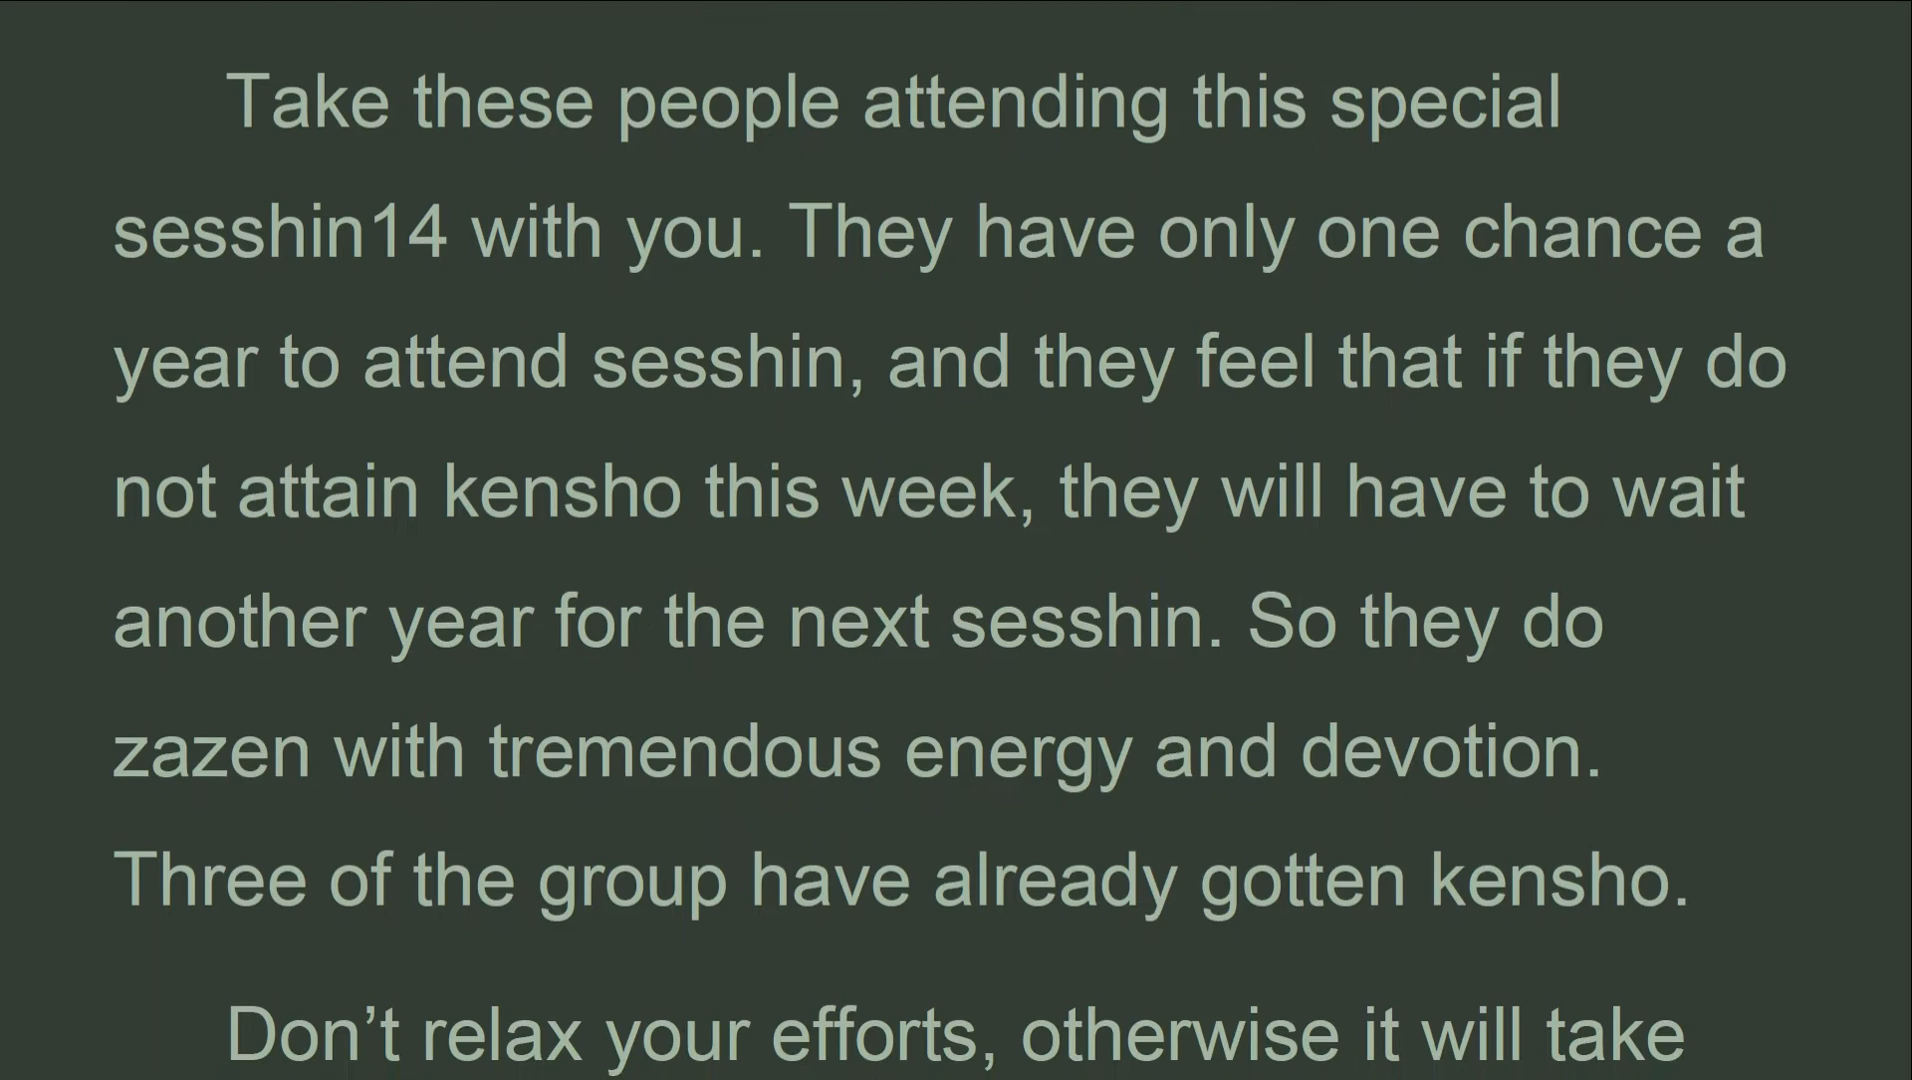 Take these people attending this special
sesshin14 with you. They have only one chance a
year to attend sesshin, and they feel that if they do
not attain kensho this week, they will have to wait
another year for the next sesshin. So they do
zazen with tremendous energy and devotion.
Three of the group have already gotten kensho.
Don’t relax your efforts, otherwise it will take